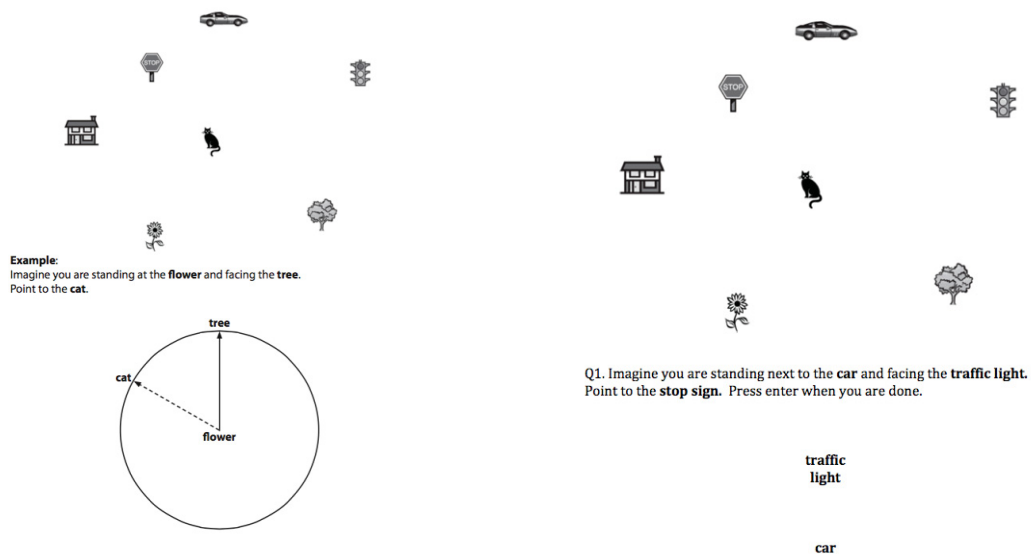 STOP
Example:
Imagine you are standing at the flower and facing the tree.
Point to the cat.
tree
cat
flower
STOP
Q1. Imagine you are standing next to the car and facing the traffic light.
Point to the stop sign.  Press enter when you are done.
traffic
light
car